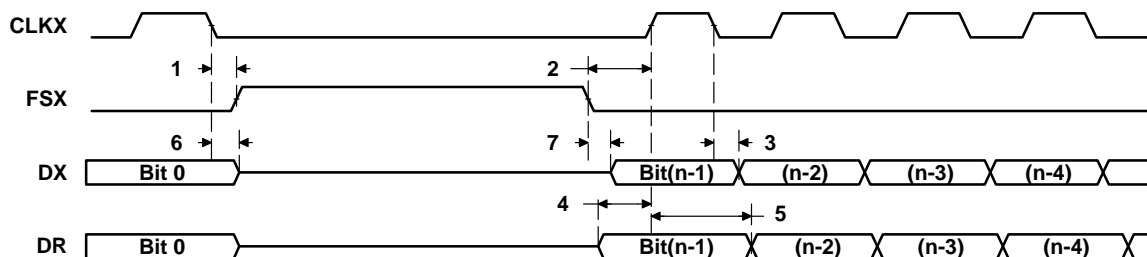 CLKX
1 2
FSX
6 7 3
DX Bit 0 Bit(n-1) (n-2) (n-3) (n-4)
4 5
DR Bit 0 Bit(n-1) (n-2) (n-3) (n-4)